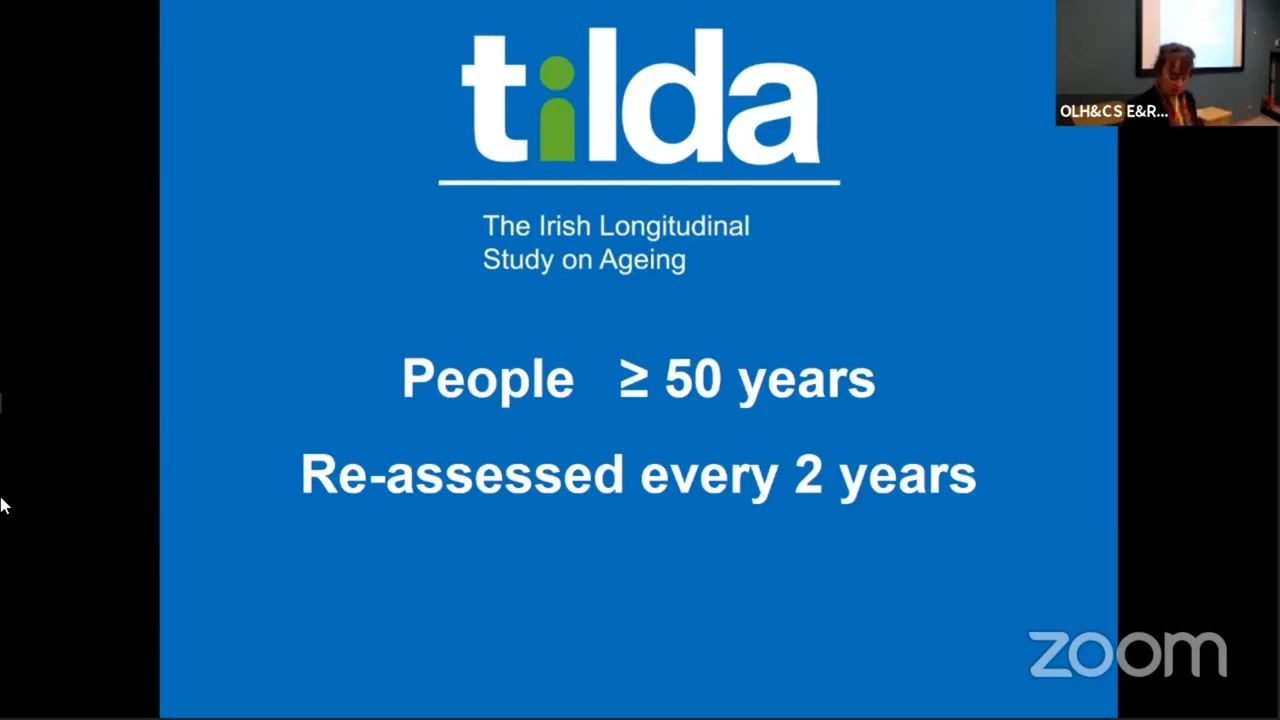 tilda
The Irish Longitudinal
Study on Ageing
People ≥ 50 years
Re-assessed every 2 years
OLH&CS E&R...
zoom